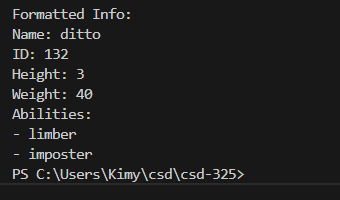 Formatted Info:
Name: ditto
ID: 132
Height: 3
Weight: 40
Abilities:
- limber
- imposter
PS C:\Users\Kimy\csd\csd-325>